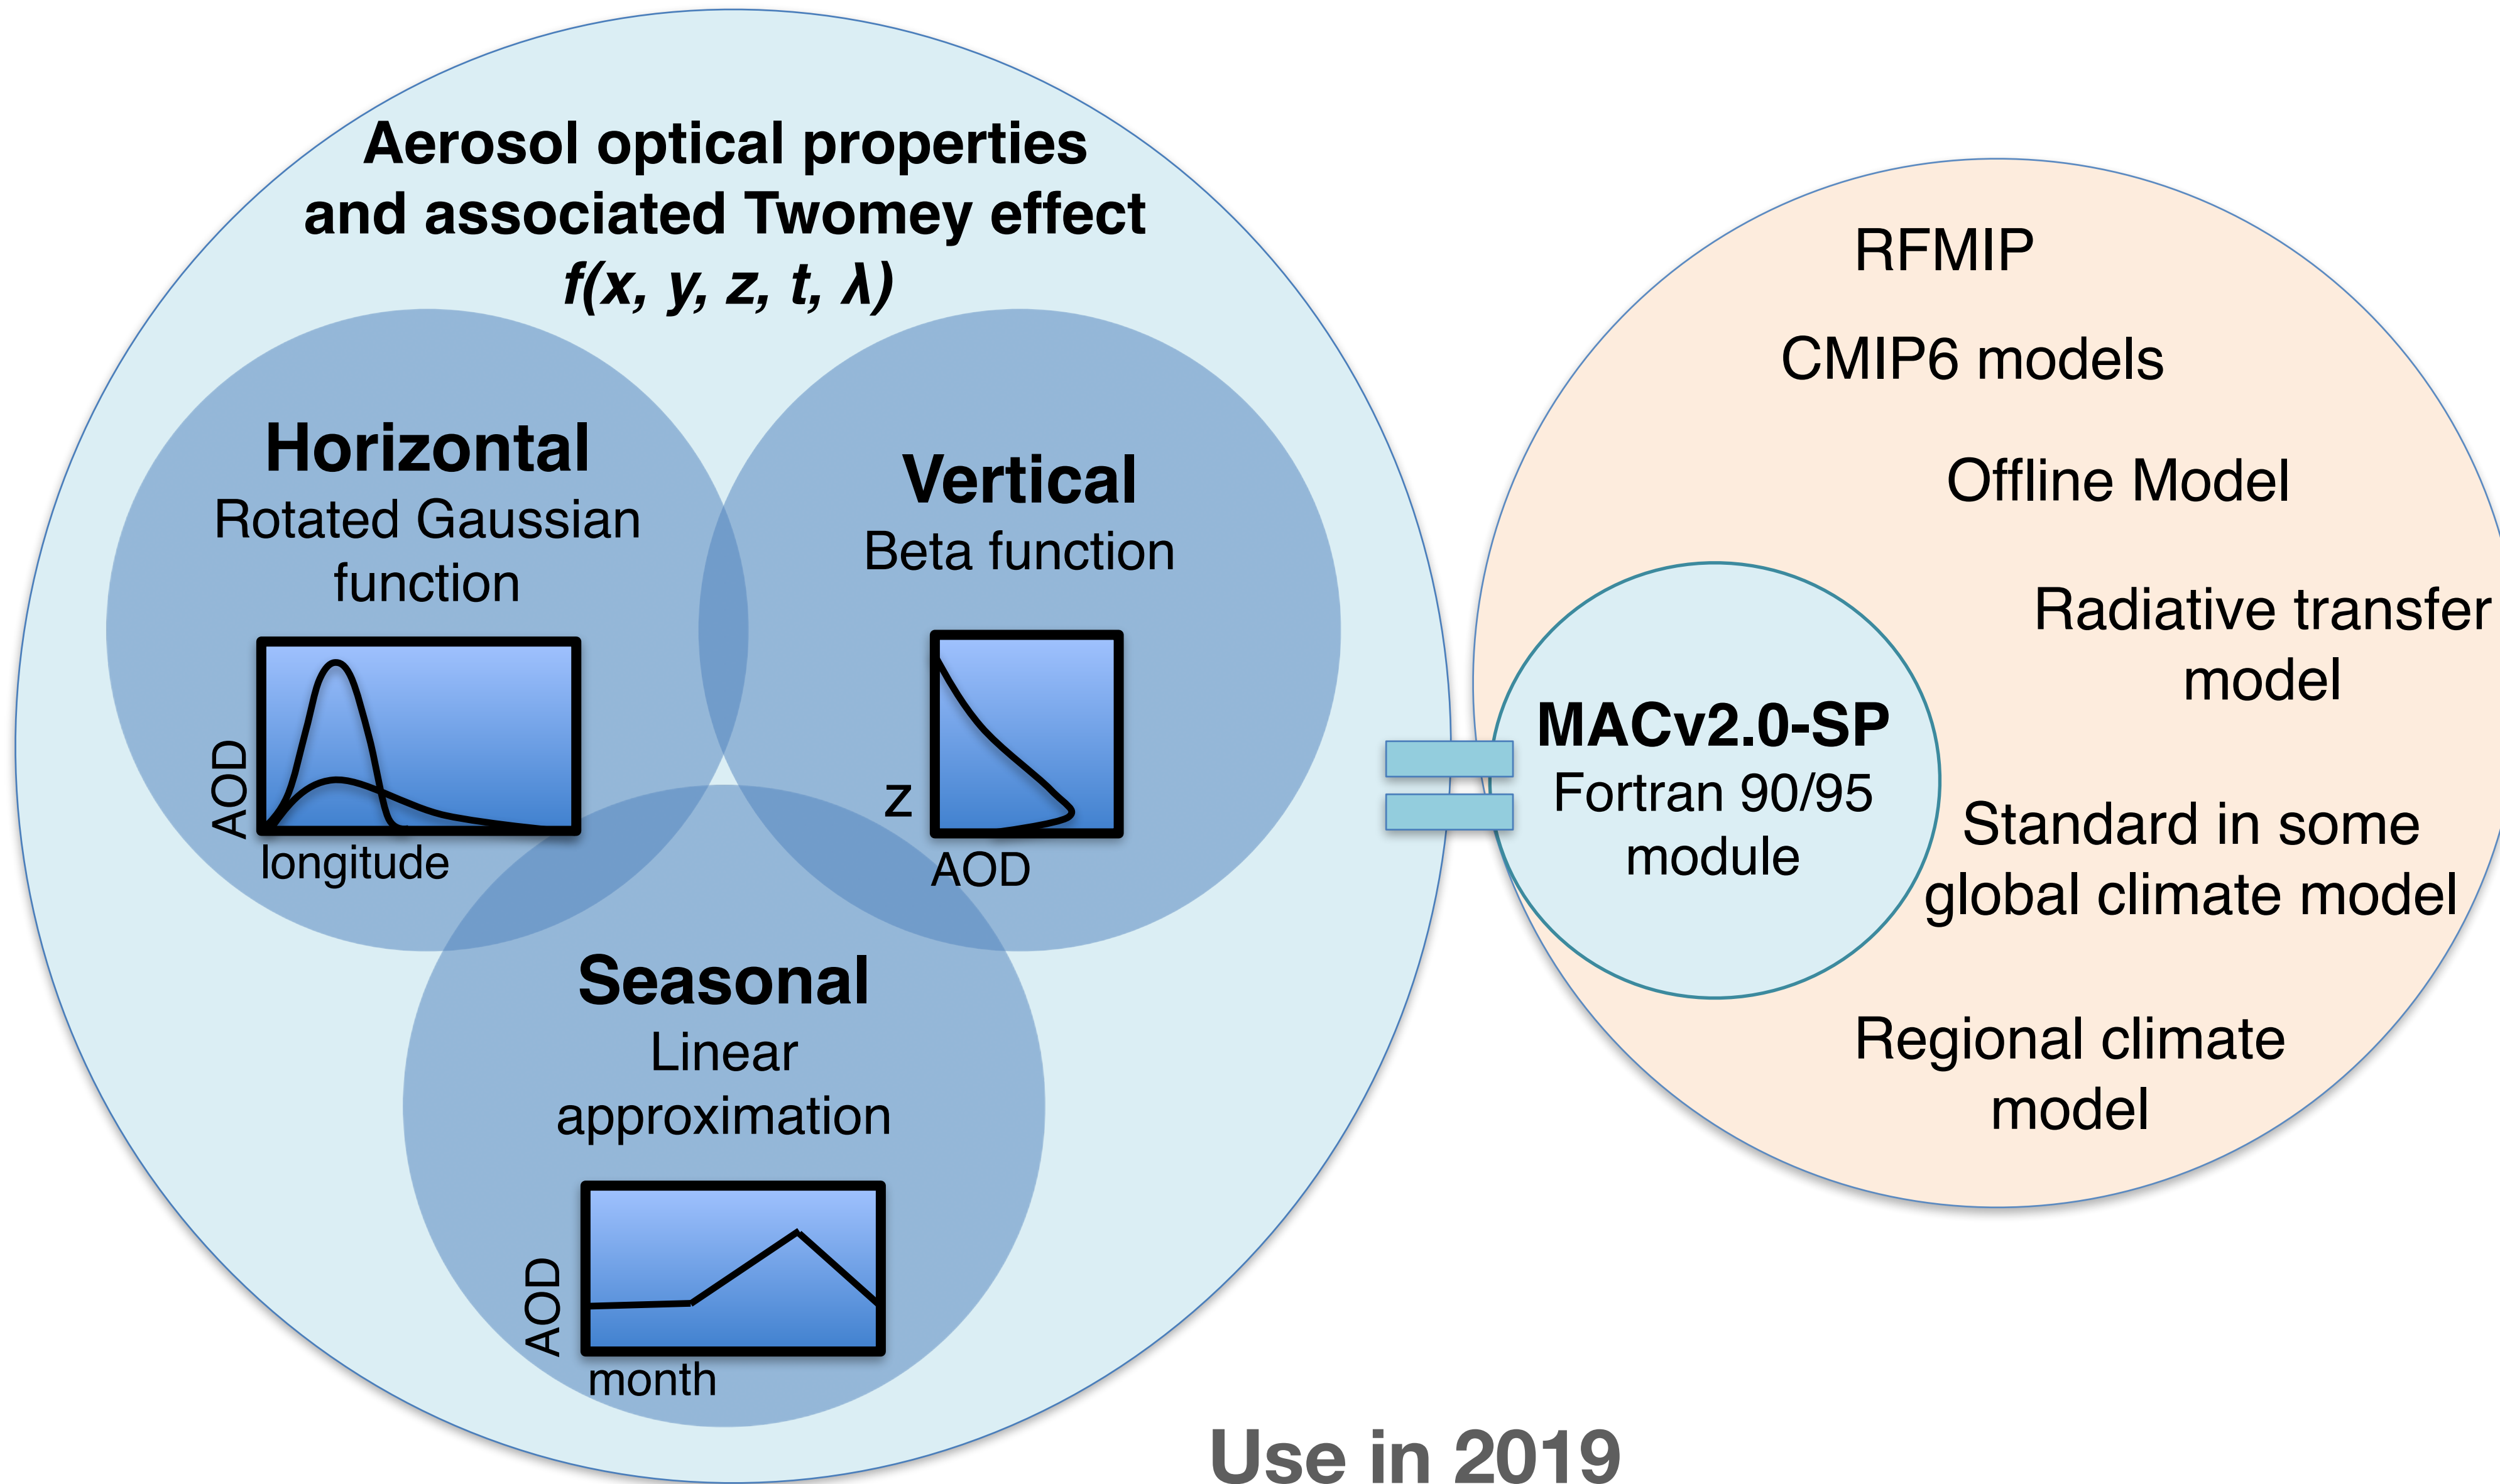 Aerosol optical properties
and associated Twomey effect
f(x, y, z, t, λ)
Horizontal
Rotated Gaussian
function
AOD
longitude
Vertical
Beta function
Z
AOD
Seasonal
Linear
approximation
AOD
month
MACv2.0-SP
Fortran 90/95
module
RFMIP
CMIP6 models
Offline Model
Radiative transfer
model
Standard in some
global climate model
Regional climate
model
Use in 2019